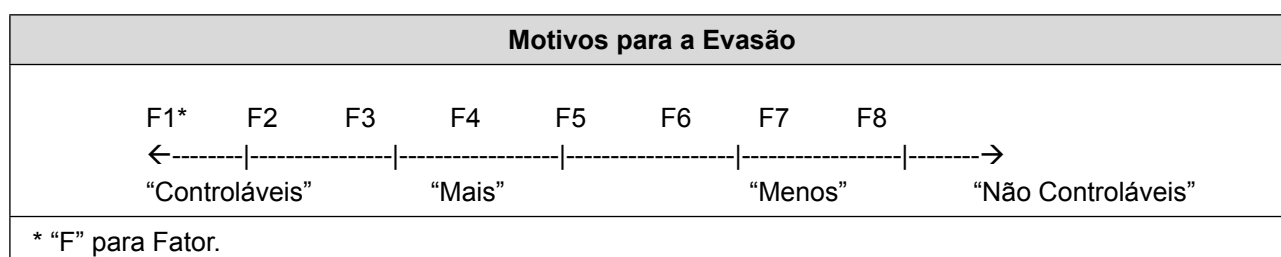 Motivos para a Evasão
F1* F2 F3 F4 F5 F6 F7 F8
←--------|----------------|------------------|-------------------|------------------|--------→
“Controláveis” “Mais” “Menos” “Não Controláveis”
* “F” para Fator.